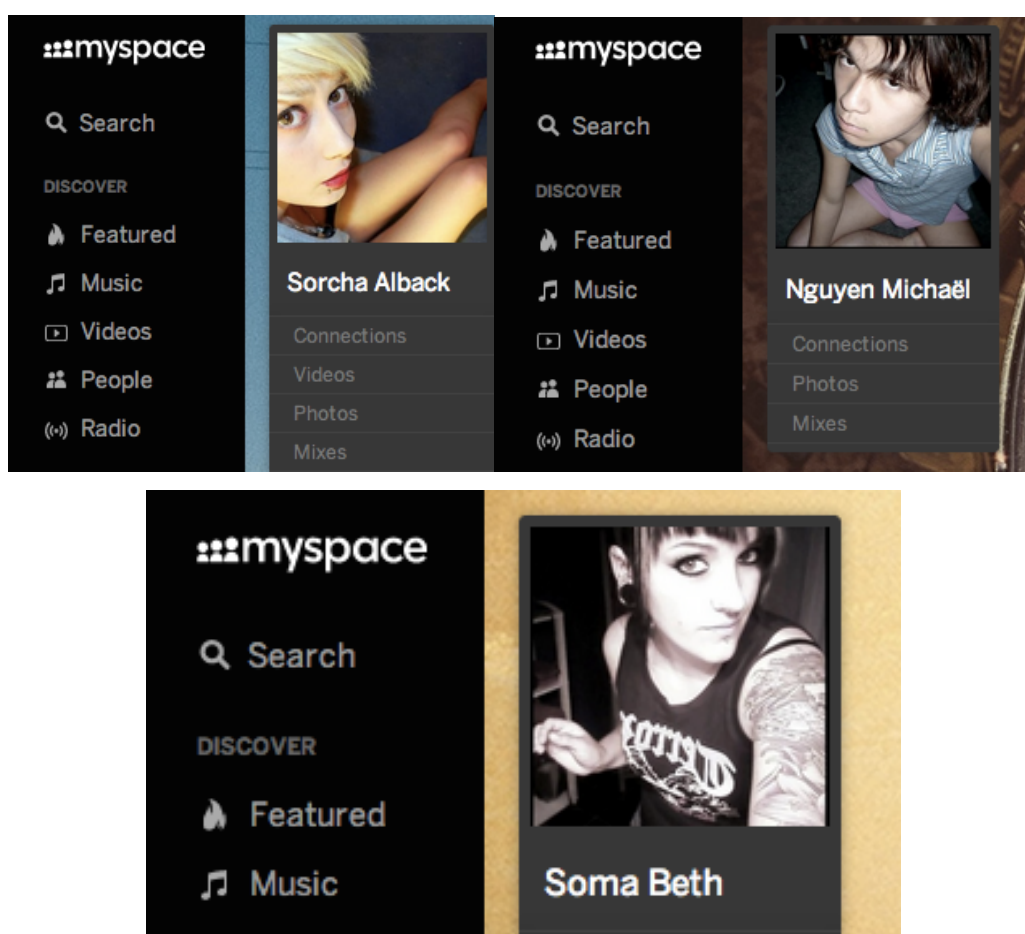 myspace
Search
DISCOVER
Featured
Music
Videos
People
Radio
Sorcha Alback
Connections
Videos
Photos
Mixes
myspace
Search
DISCOVER
Featured
Music
Videos
People
Radio
Nguyen Michaël
Connections
Photos
Mixes
myspace
Search
DISCOVER
Featured
Music
Terror
Soma Beth